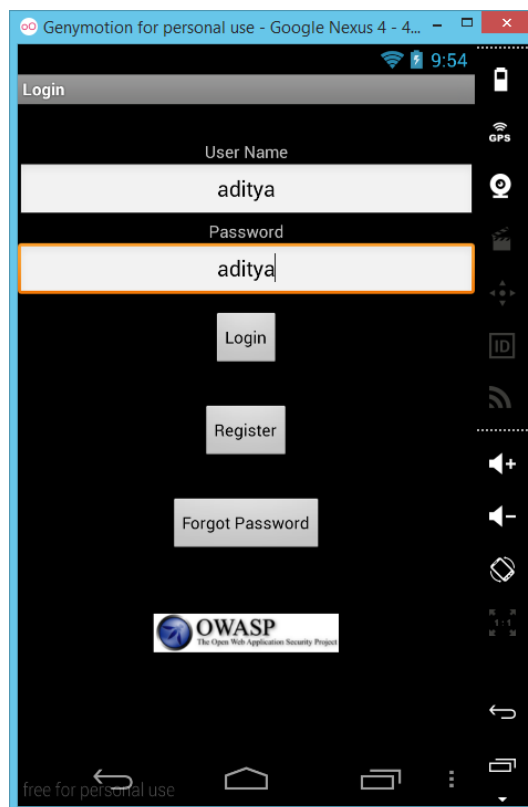 Genymotion for personal use - Google Nexus 4 - 4...
9:54
Login
GPS
User Name
aditya
Password
aditya
Login
ID
Register
Forgot Password
1:1
OWASP
The Open Web Application Security Project
free for personal use